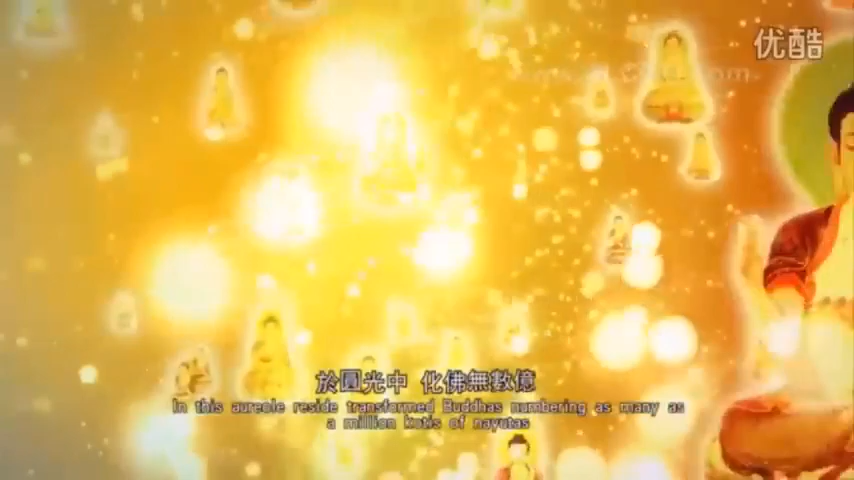 优酷
於圓光中 化佛無數億
In this aureole reside transformed Buddhas numbering as many as
a million kotis of nayutas